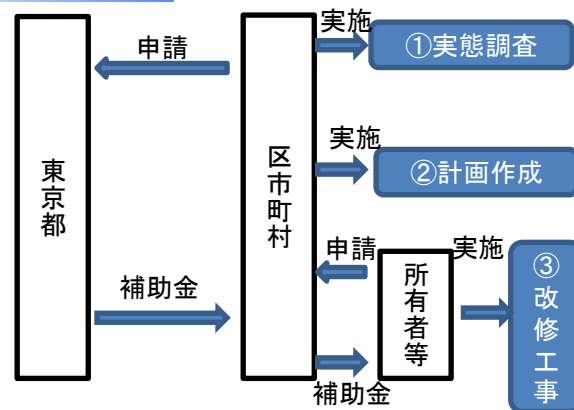 東京都
申請
補助金
区市町村
実施
①実態調査
実施
②計画作成
申請
補助金
所有者等
実施
③改修工事